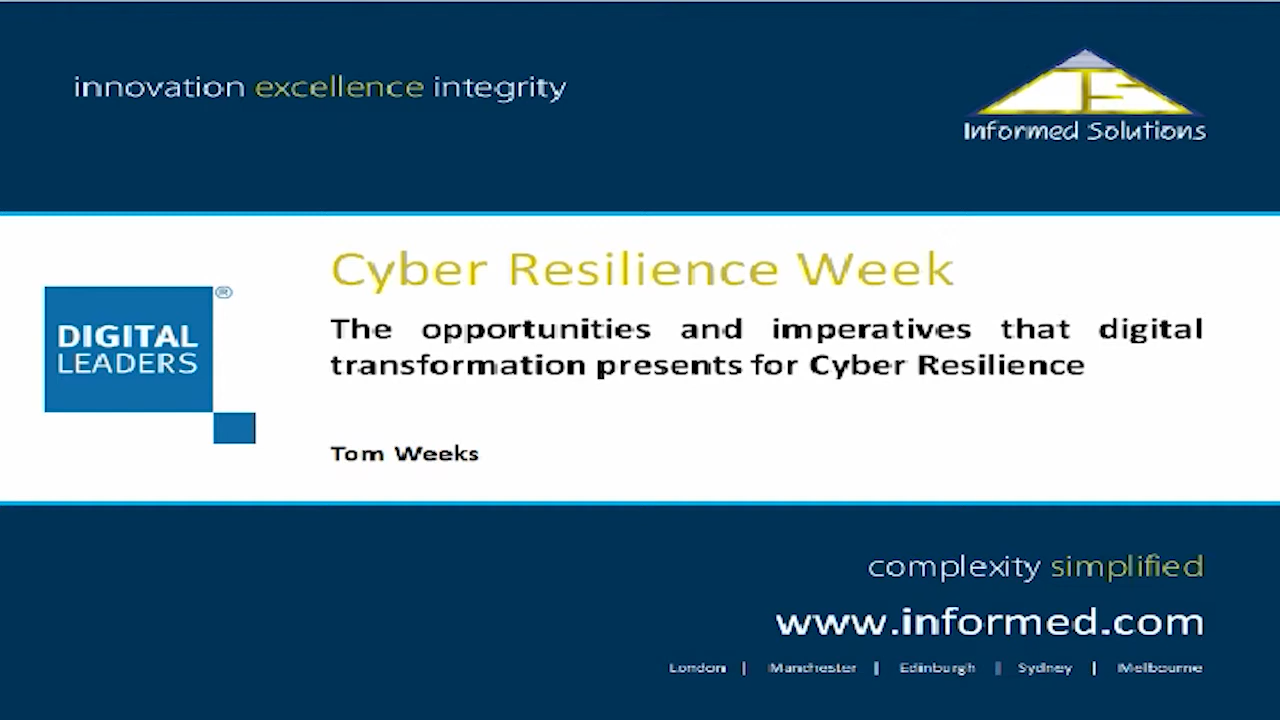 innovation excellence integrity
Informed Solutions
Cyber Resilience Week
DIGITAL
LEADERS
®
The opportunities and imperatives that digital
transformation presents for Cyber Resilience
Tom Weeks
complexity simplified
www.informed.com
London | Manchester | Edinburgh | Sydney | Melbourne